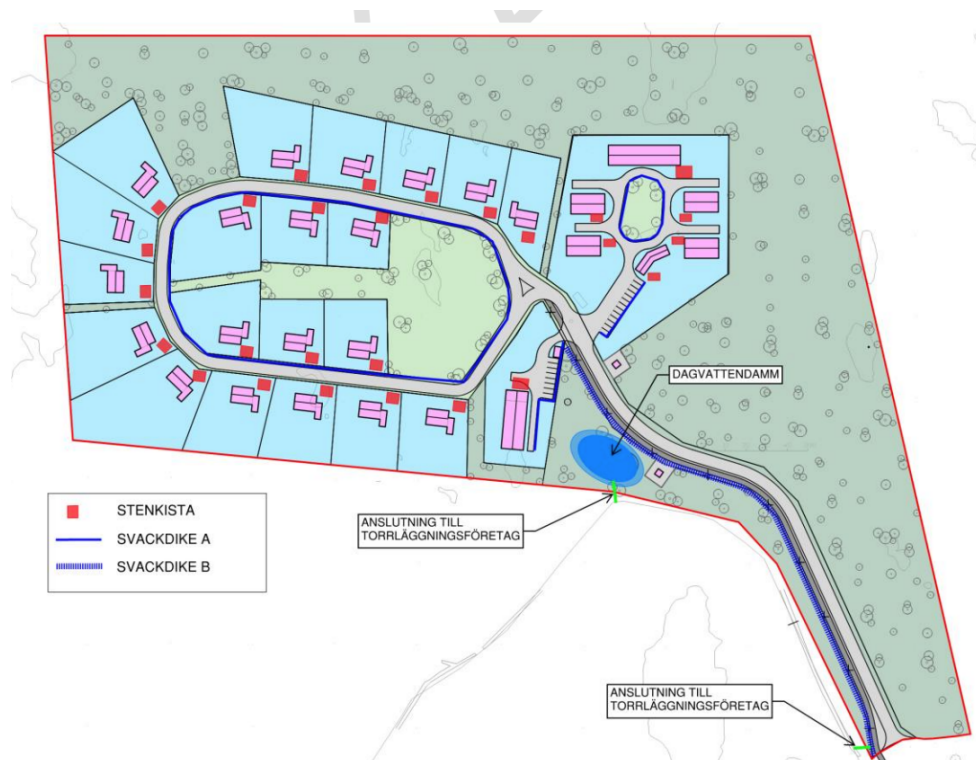 DAGVATTENDAMM
STENKISTA
SVACKDIKE A
SVACKDIKE B
ANSLUTNING TILL
TORRLÄGGNINGSFÖRETAG
ANSLUTNING TILL
TORRLÄGGNINGSFÖRETAG